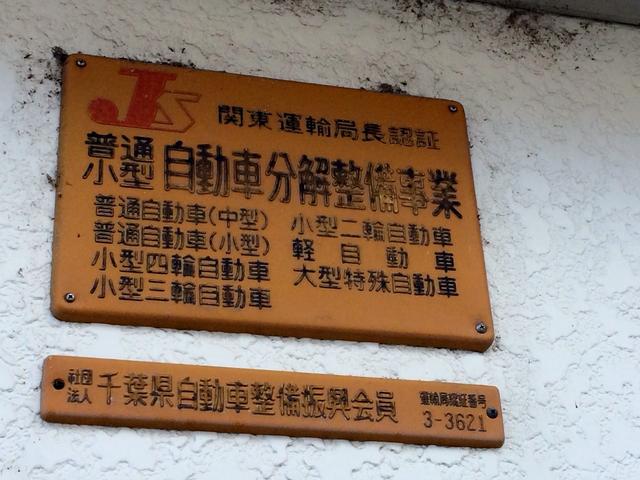 JS 関東運輸局長認証
普通
小型 自動車分解整備事業
普通自動車(中型)
普通自動車(小型)
小型四輪自動車
小型三輪自動車
小型二輪自動車
軽自動車
大型特殊自動車
社団
法人 千葉県自動車整備振興会員
運輸局認証番号
3-3621